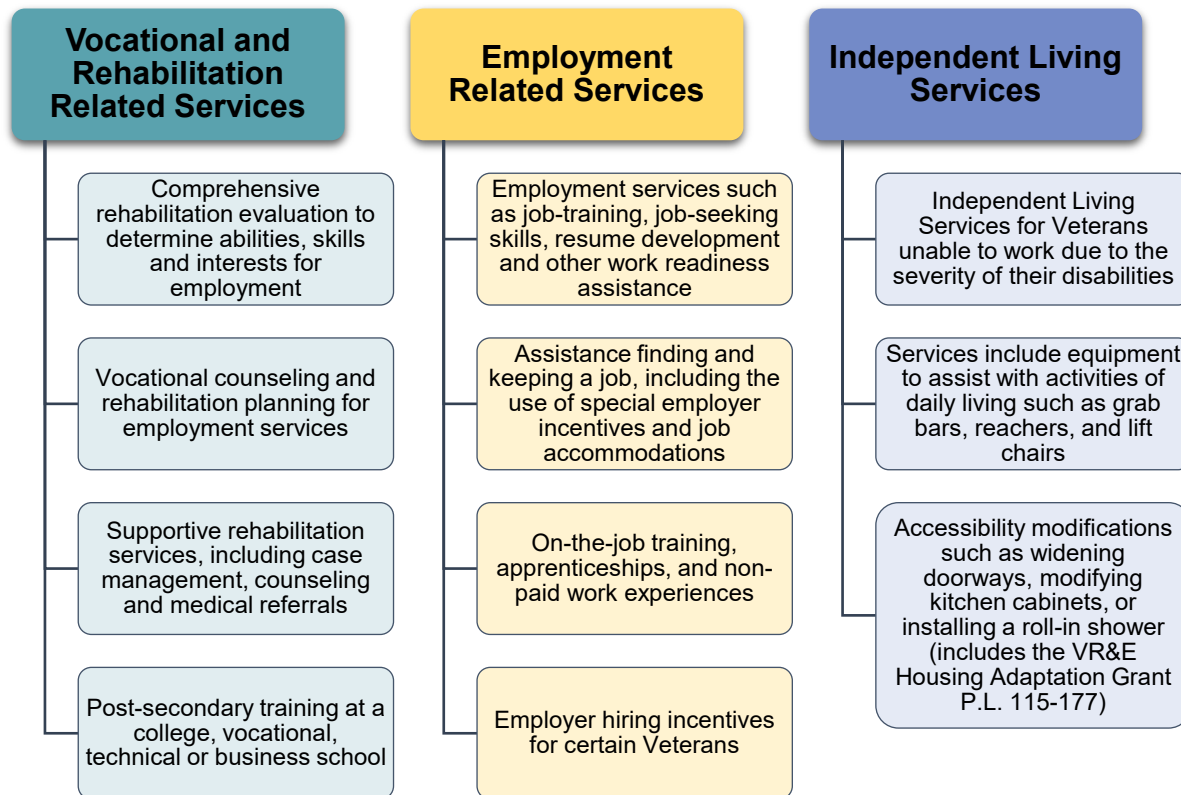 Vocational and
Rehabilitation
Related Services
Comprehensive
rehabilitation evaluation to
determine abilities, skills
and interests for
employment
Vocational counseling and
rehabilitation planning for
employment services
Supportive rehabilitation
services, including case
management, counseling
and medical referrals
Post-secondary training at a
college, vocational,
technical or business school
Employment
Related Services
Employment services such
as job-training, job-seeking
skills, resume development
and other work readiness
assistance
Assistance finding and
keeping a job, including the
use of special employer
incentives and job
accommodations
On-the-job training,
apprenticeships, and non-
paid work experiences
Employer hiring incentives
for certain Veterans
Independent Living
Services
Independent Living
Services for Veterans
unable to work due to the
severity of their disabilities
Services include equipment
to assist with activities of
daily living such as grab
bars, reachers, and lift
chairs
Accessibility modifications
such as widening
doorways, modifying
kitchen cabinets, or
installing a roll-in shower
(includes the VR&E
Housing Adaptation Grant
P.L. 115-177)